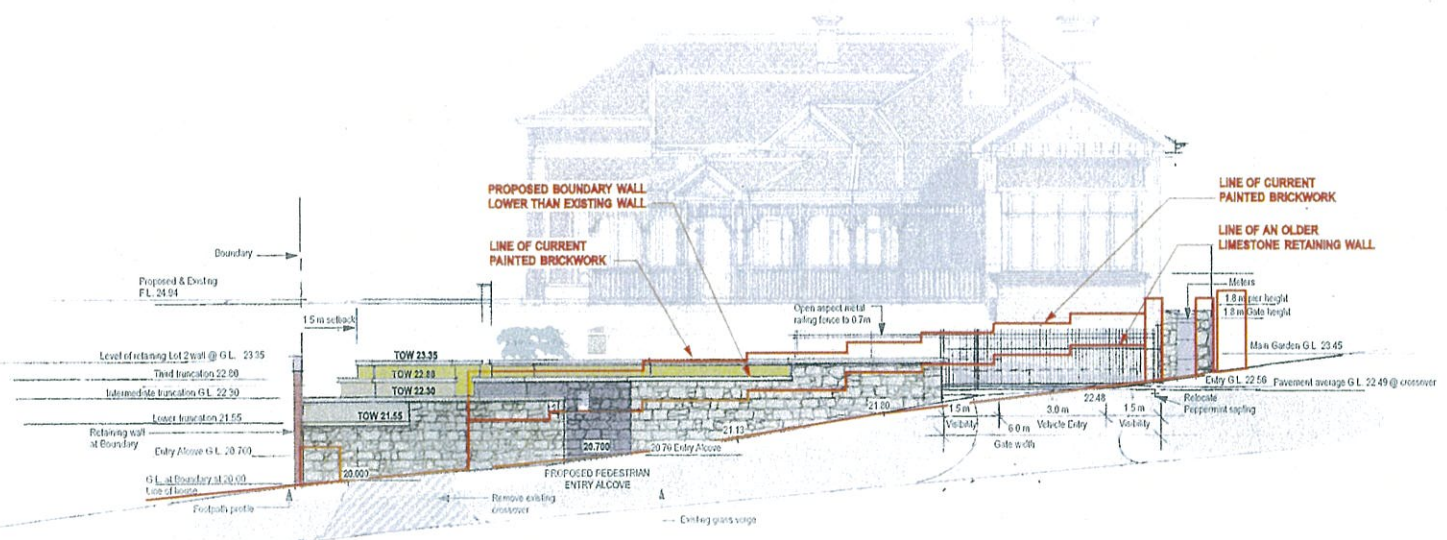 PROPOSED BOUNDARY WALL
LOWER THAN EXISTING WALL
LINE OF CURRENT
PAINTED BRICKWORK
LINE OF CURRENT
PAINTED BRICKWORK
LINE OF AN OLDER
LIMESTONE RETAINING WALL
Boundary
Proposed & Existing
F.L. 24.94
1.5 m setback
Open aspect metal
railing fence to 0.7m
Meters
1.8 m pier height
1.8 m Gate height
Main Garden G.L. 23.45
Level of retaining Lot 2 wall @ G.L. 23.35
Third truncation 22.80
Intermediate truncation G.L. 22.30
Lower truncation 21.55
Retaining wall
at Boundary
Entry Alcove G.L. 20.700
G.L. at Boundary at 20.00
Line of house
Footpath profile
TOW 23.35
TOW 22.80
TOW 22.30
TOW 21.55
20.000
20.700
20.70 Entry Alcove
21.13
21.80
PROPOSED PEDESTRIAN
ENTRY ALCOVE
Remove existing
crossover
Existing grass verge
1.5 m
Visibility
3.0 m
Vehicle Entry
1.5 m
Visibility
6.0 m
Gate width
22.48
Entry G.L. 22.56
Pavement average G.L. 22.49 @ crossover
Relocate
Peppermint sapling